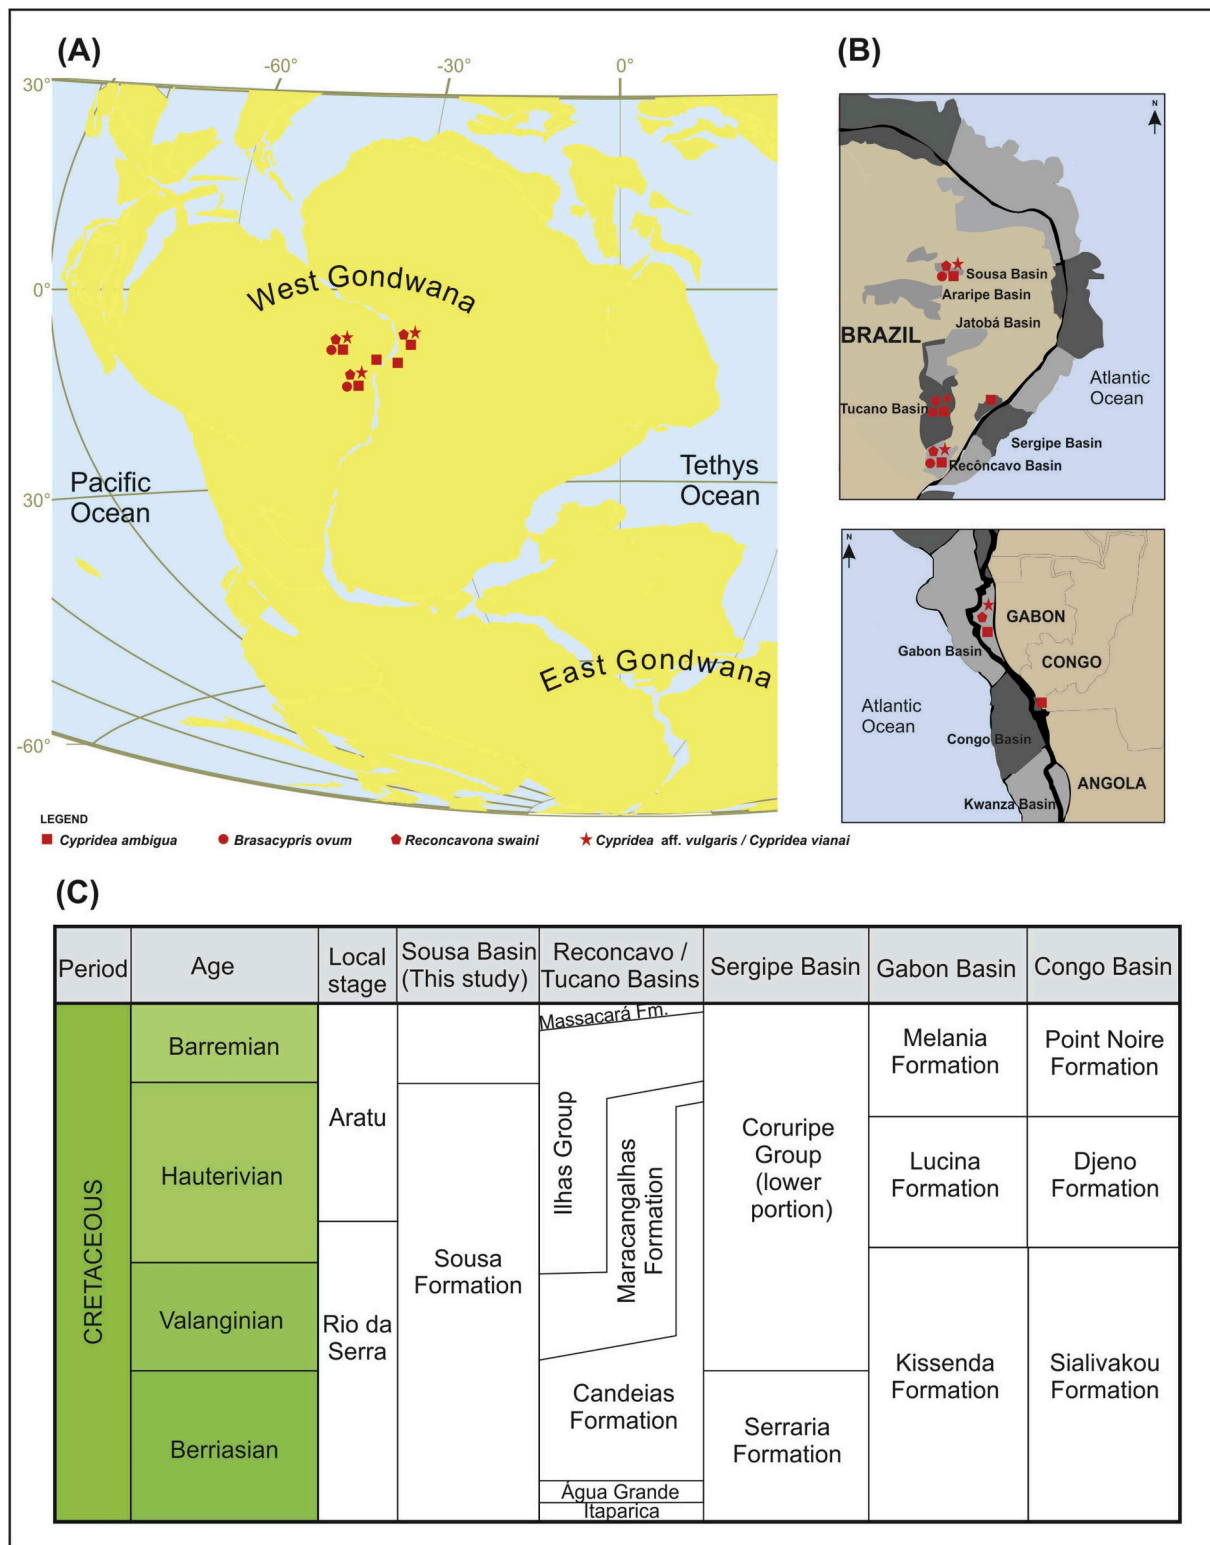 (A)
-60°
-30°
0°
30°
0°
30°
-60°
West Gondwana
Pacific
Ocean
Tethys
Ocean
East Gondwana
LEGEND
Cypridea ambigua
Brasacypris ovum
Reconcavona swaini
Cypridea aff. vulgaris / Cypridea vianai
(B)
N
Sousa Basin
Araripe Basin
Jatobá Basin
BRAZIL
Atlantic
Ocean
Tucano Basin
Sergipe Basin
Recôncavo Basin
N
GABON
Gabon Basin
CONGO
Atlantic
Ocean
Congo Basin
ANGOLA
Kwanza Basin
(C)
Period
Age
Local
stage
Sousa Basin
(This study)
Reconcavo /
Tucano Basins
Sergipe Basin
Gabon Basin
Congo Basin
CRETACEOUS
Barremian
Hauterivian
Valanginian
Berriasian
Aratu
Rio da
Serra
Sousa
Formation
Massacará Fm.
Ilhas Group
Maracangalhas
Formation
Candeias
Formation
Água Grande
Itaparica
Coruripe
Group
(lower
portion)
Serraria
Formation
Melania
Formation
Lucina
Formation
Kissenda
Formation
Point Noire
Formation
Djeno
Formation
Sialivakou
Formation